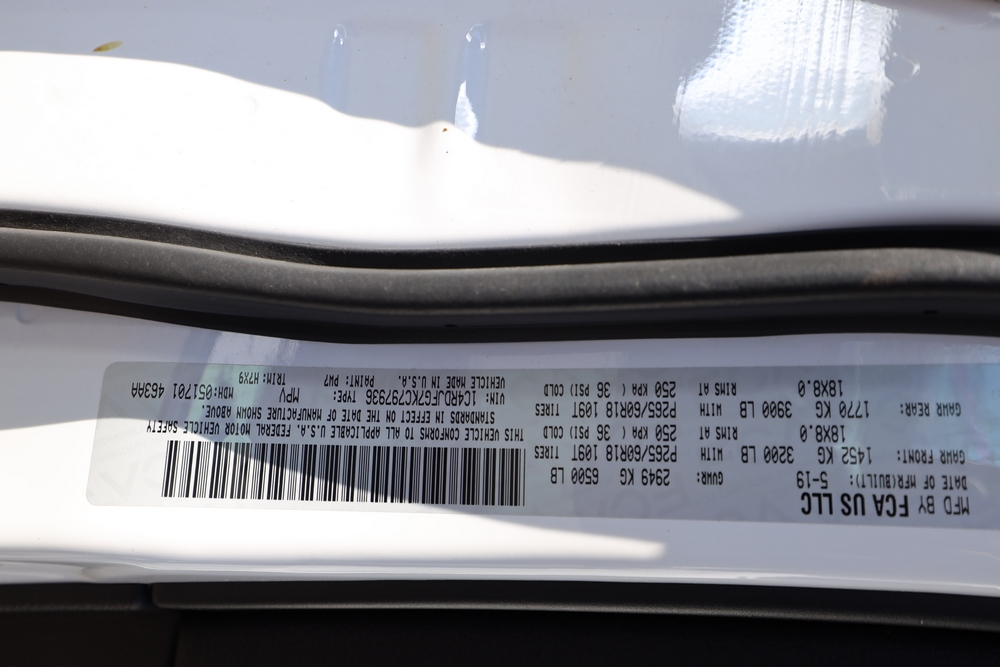 MFD BY FCA US LLC
DATE OF MFR(BUILT): 5-19 GVWR: 2949 KG 6500 LB
GAWR FRONT: 1452 KG 3200 LB WITH P265/60R18 109T TIRES
18X8.0 RIMS AT 250 KPA ( 36 PSI) COLD
GAWR REAR: 1770 KG 3900 LB WITH P265/60R18 109T TIRES
18X8.0 RIMS AT 250 KPA ( 36 PSI) COLD
THIS VEHICLE CONFORMS TO ALL APPLICABLE U.S.A. FEDERAL MOTOR VEHICLE SAFETY
STANDARDS IN EFFECT ON THE DATE OF MANUFACTURE SHOWN ABOVE.
VIN: 1C4RDJFG7KC797936 TYPE: MPV MDH:051701 463AA
VEHICLE MADE IN U.S.A. PAINT: PW7 TRIM:H7X9